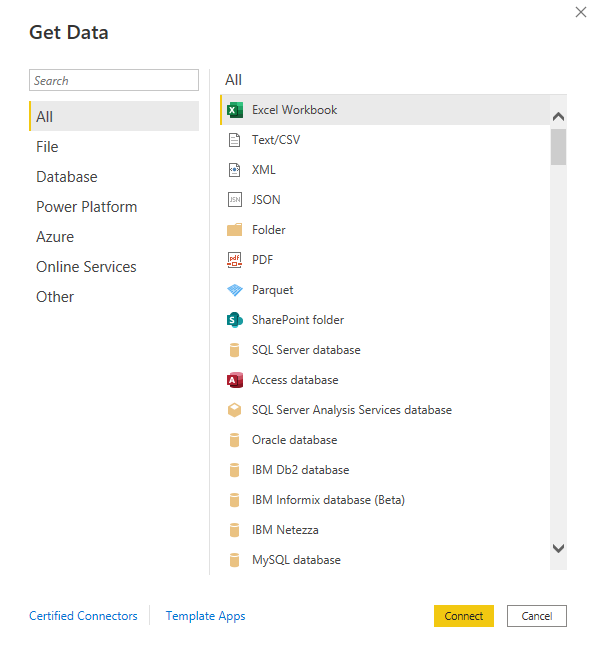 Get Data
Search
All
File
Database
Power Platform
Azure
Online Services
Other
All
Excel Workbook
Text/CSV
XML
JSN
JSON
Folder
pdf
PDF
Parquet
S
SharePoint folder
SQL Server database
A
Access database
SQL Server Analysis Services database
Oracle database
IBM Db2 database
IBM Informix database (Beta)
IBM Netezza
MySQL database
Certified Connectors
Template Apps
Connect
Cancel